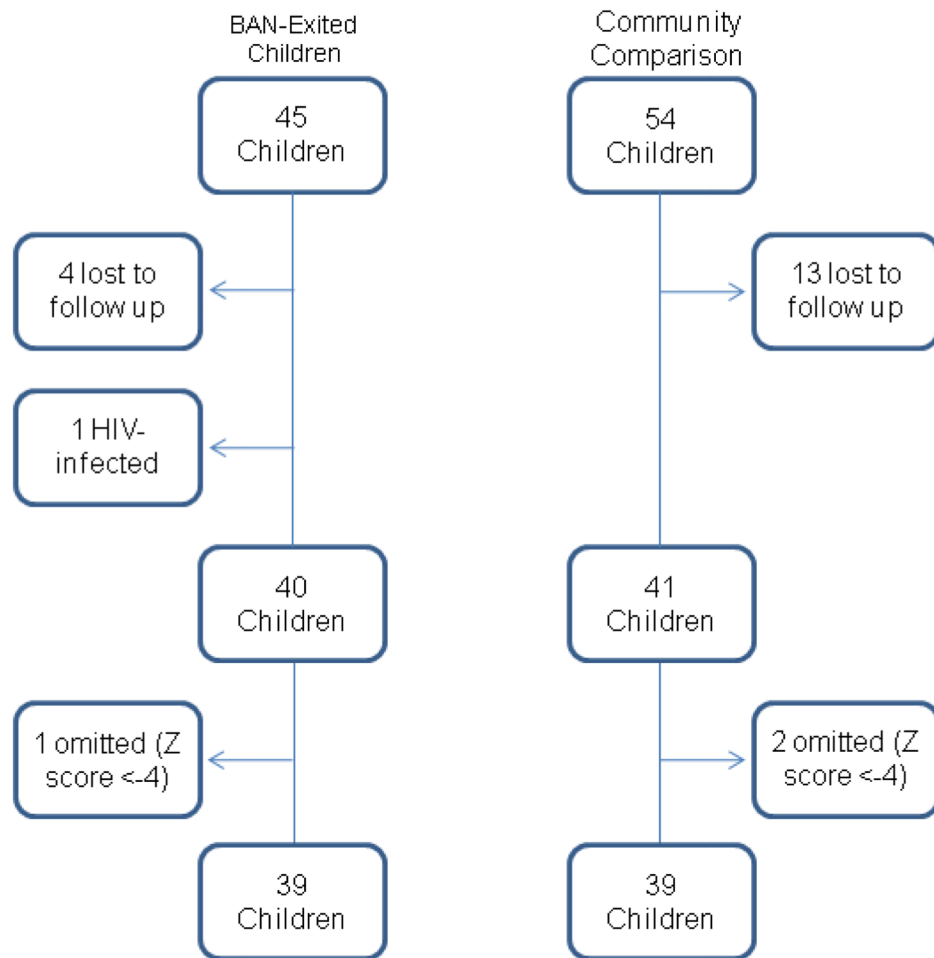 BAN-Exited
Children
45
Children
4 lost to
follow up
1 HIV-
infected
40
Children
1 omitted (Z
score <-4)
39
Children
Community
Comparison
54
Children
13 lost to
follow up
41
Children
2 omitted (Z
score <-4)
39
Children